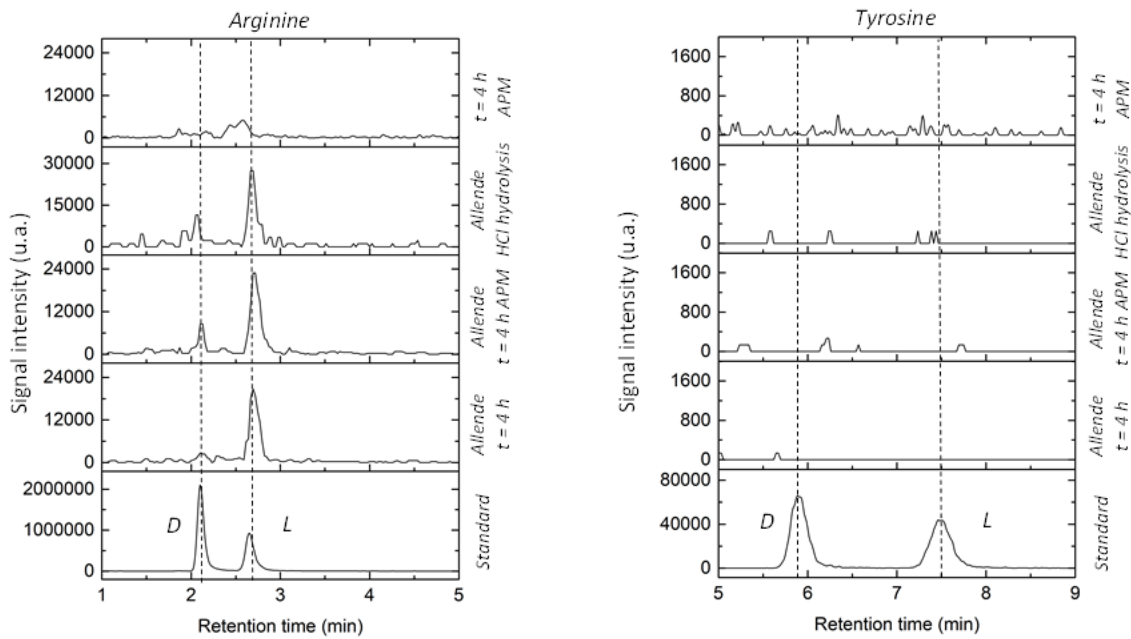 Arginine
Signal intensity (u.a.)
24000
12000
0
t = 4 h
APM
30000
15000
0
Allende
HCl hydrolysis
24000
12000
0
Allende
t = 4 h APM
24000
12000
0
Allende
t = 4 h
2000000
1000000
0
D
L
Standard
1
2
3
4
5
Retention time (min)
Tyrosine
Signal intensity (u.a.)
1600
800
0
t = 4 h
APM
1600
800
0
Allende
HCl hydrolysis
1600
800
0
Allende
t = 4 h APM
1600
800
0
Allende
t = 4 h
80000
40000
0
D
L
Standard
5
6
7
8
9
Retention time (min)